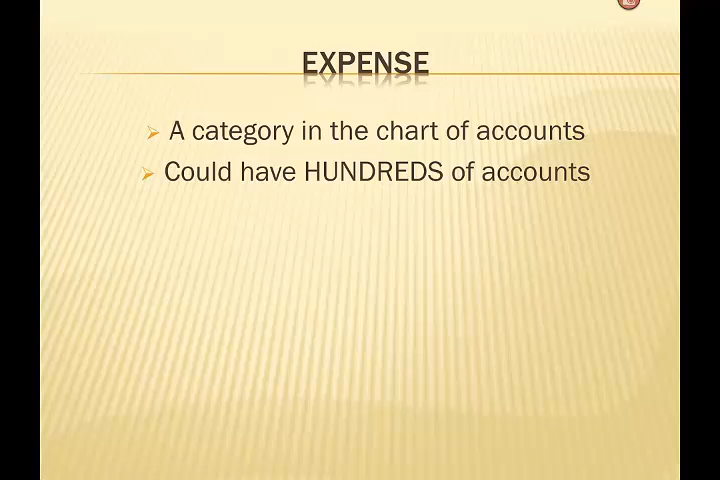 EXPENSE
A category in the chart of accounts
Could have HUNDREDS of accounts